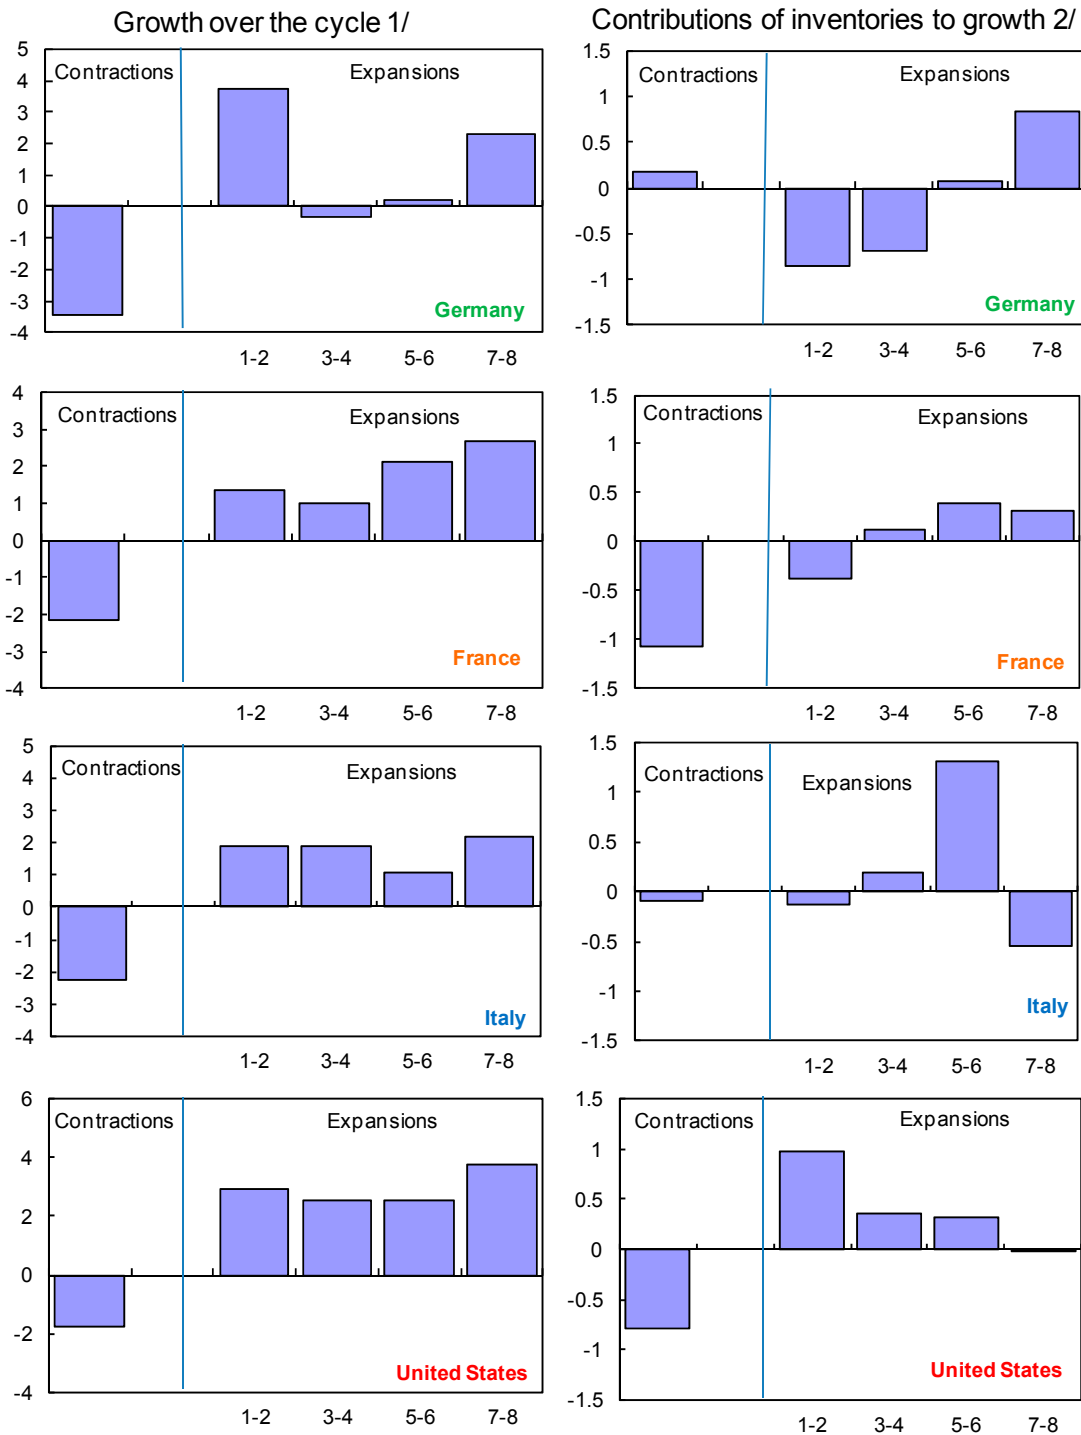 Growth over the cycle 1/
5
4
3
2
1
0
-1
-2
-3
-4
Contractions
Expansions
Germany
1-2 3-4 5-6 7-8
Contributions of inventories to growth 2/
1.5
1
0.5
0
-0.5
-1
-1.5
Contractions
Expansions
Germany
1-2 3-4 5-6 7-8
4
3
2
1
0
-1
-2
-3
-4
Contractions
Expansions
France
1-2 3-4 5-6 7-8
1.5
1
0.5
0
-0.5
-1
-1.5
Contractions
Expansions
France
1-2 3-4 5-6 7-8
5
4
3
2
1
0
-1
-2
-3
-4
Contractions
Expansions
Italy
1-2 3-4 5-6 7-8
1.5
1
0.5
0
-0.5
-1
-1.5
Contractions
Expansions
Italy
1-2 3-4 5-6 7-8
6
4
2
0
-2
-4
Contractions
Expansions
United States
1-2 3-4 5-6 7-8
1.5
1
0.5
0
-0.5
-1
-1.5
Contractions
Expansions
United States
1-2 3-4 5-6 7-8